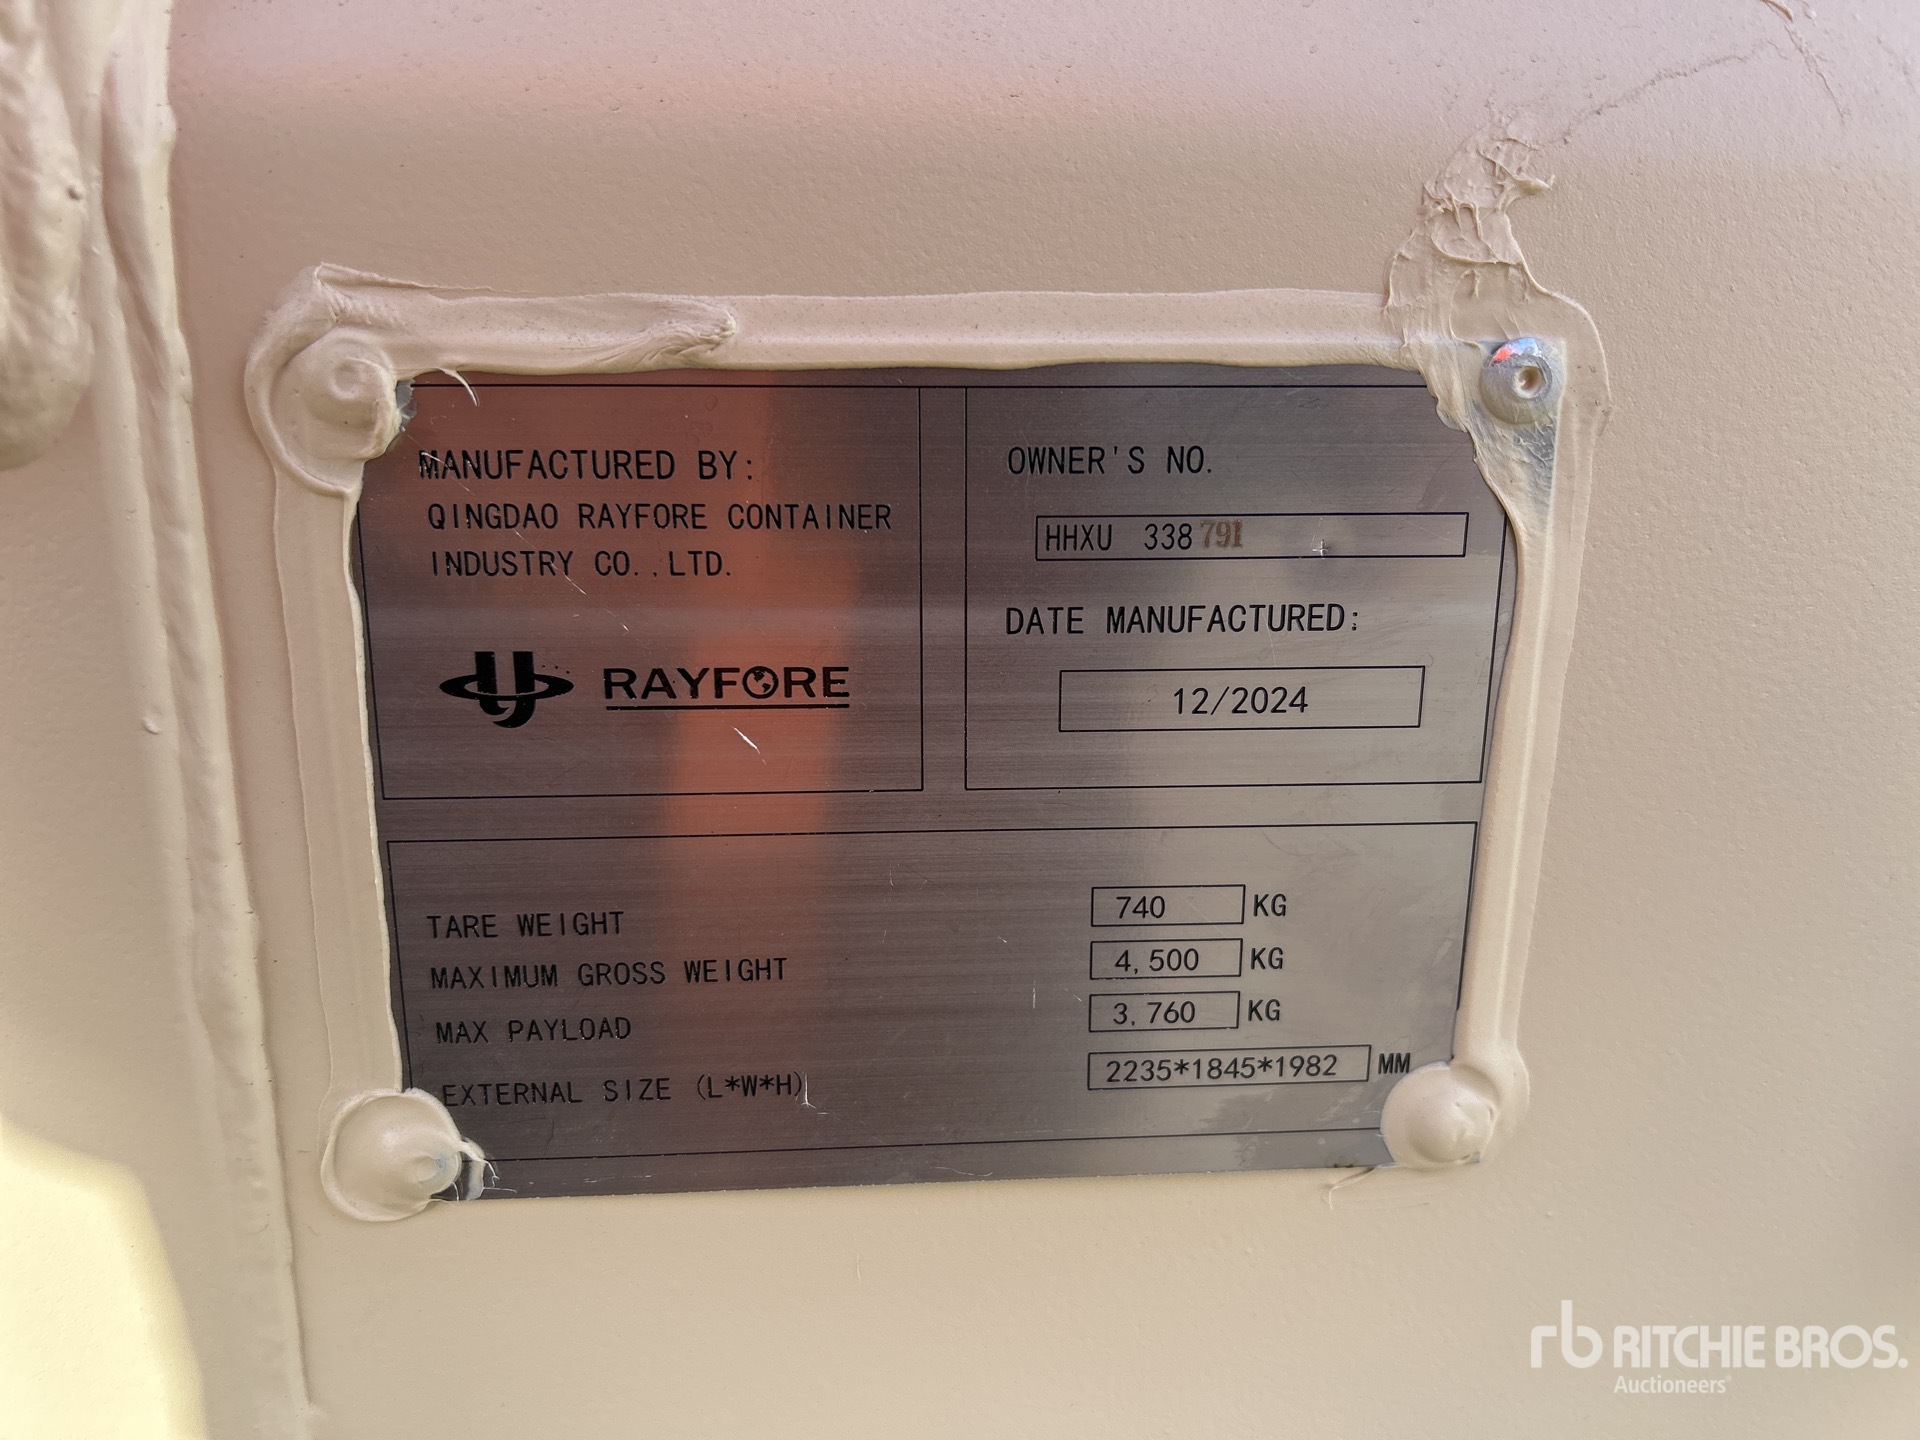 MANUFACTURED BY:
QINGDAO RAYFORE CONTAINER
INDUSTRY CO.,LTD.
RAYFORE
OWNER'S NO.
HHXU 338791
DATE MANUFACTURED:
12/2024
TARE WEIGHT 740 KG
MAXIMUM GROSS WEIGHT 4,500 KG
MAX PAYLOAD 3,760 KG
EXTERNAL SIZE (L*W*H) 2235*1845*1982 MM
rb RITCHIE BROS.
Auctioneers